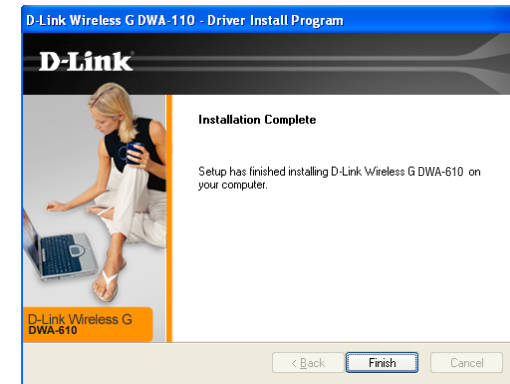 D-Link Wireless G DWA-110 - Driver Install Program
D-Link
Installation Complete
Setup has finished installing D-Link Wireless G DWA-610 on
your computer.
D-Link Wireless G
DWA-610
< Back
Finish
Cancel